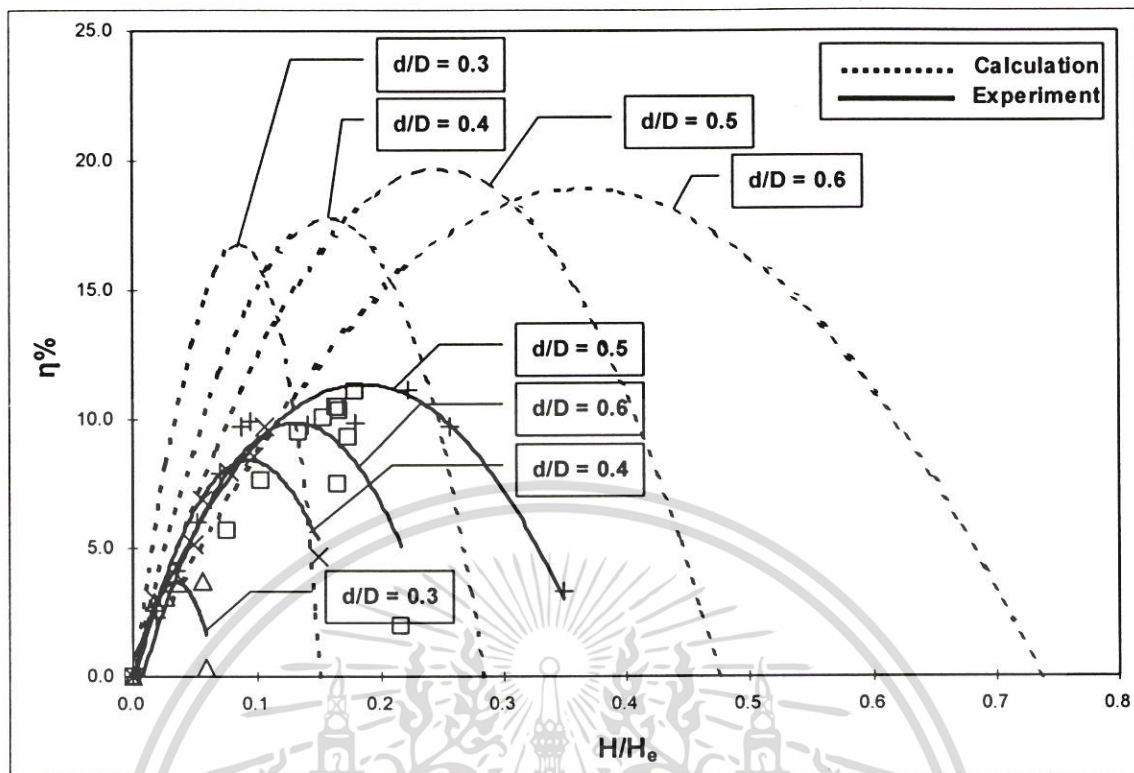 H/Hₑ
25.0
20.0
15.0
10.0
5.0
0.0
η%
d/D = 0.3
d/D = 0.4
d/D = 0.5
d/D = 0.6
Calculation
Experiment
d/D = 0.5
d/D = 0.6
d/D = 0.4
d/D = 0.3
0.0 0.1 0.2 0.3 0.4 0.5 0.6 0.7 0.8
H/Hₑ